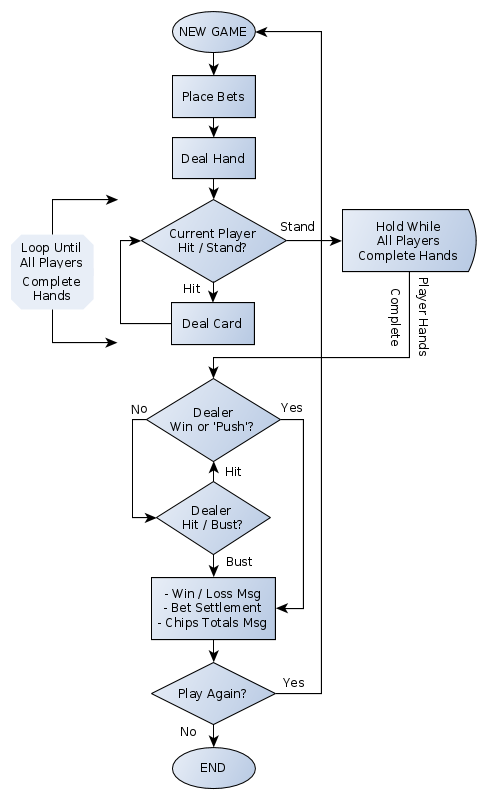 NEW GAME
Place Bets
Deal Hand
Current Player
Hit / Stand?
Stand
Hold While
All Players
Complete Hands
Loop Until
All Players
Complete
Hands
Hit
Deal Card
Player Hands
Complete
No
Dealer
Win or 'Push'?
Yes
Hit
Dealer
Hit / Bust?
Bust
- Win / Loss Msg
- Bet Settlement
- Chips Totals Msg
Play Again?
Yes
No
END